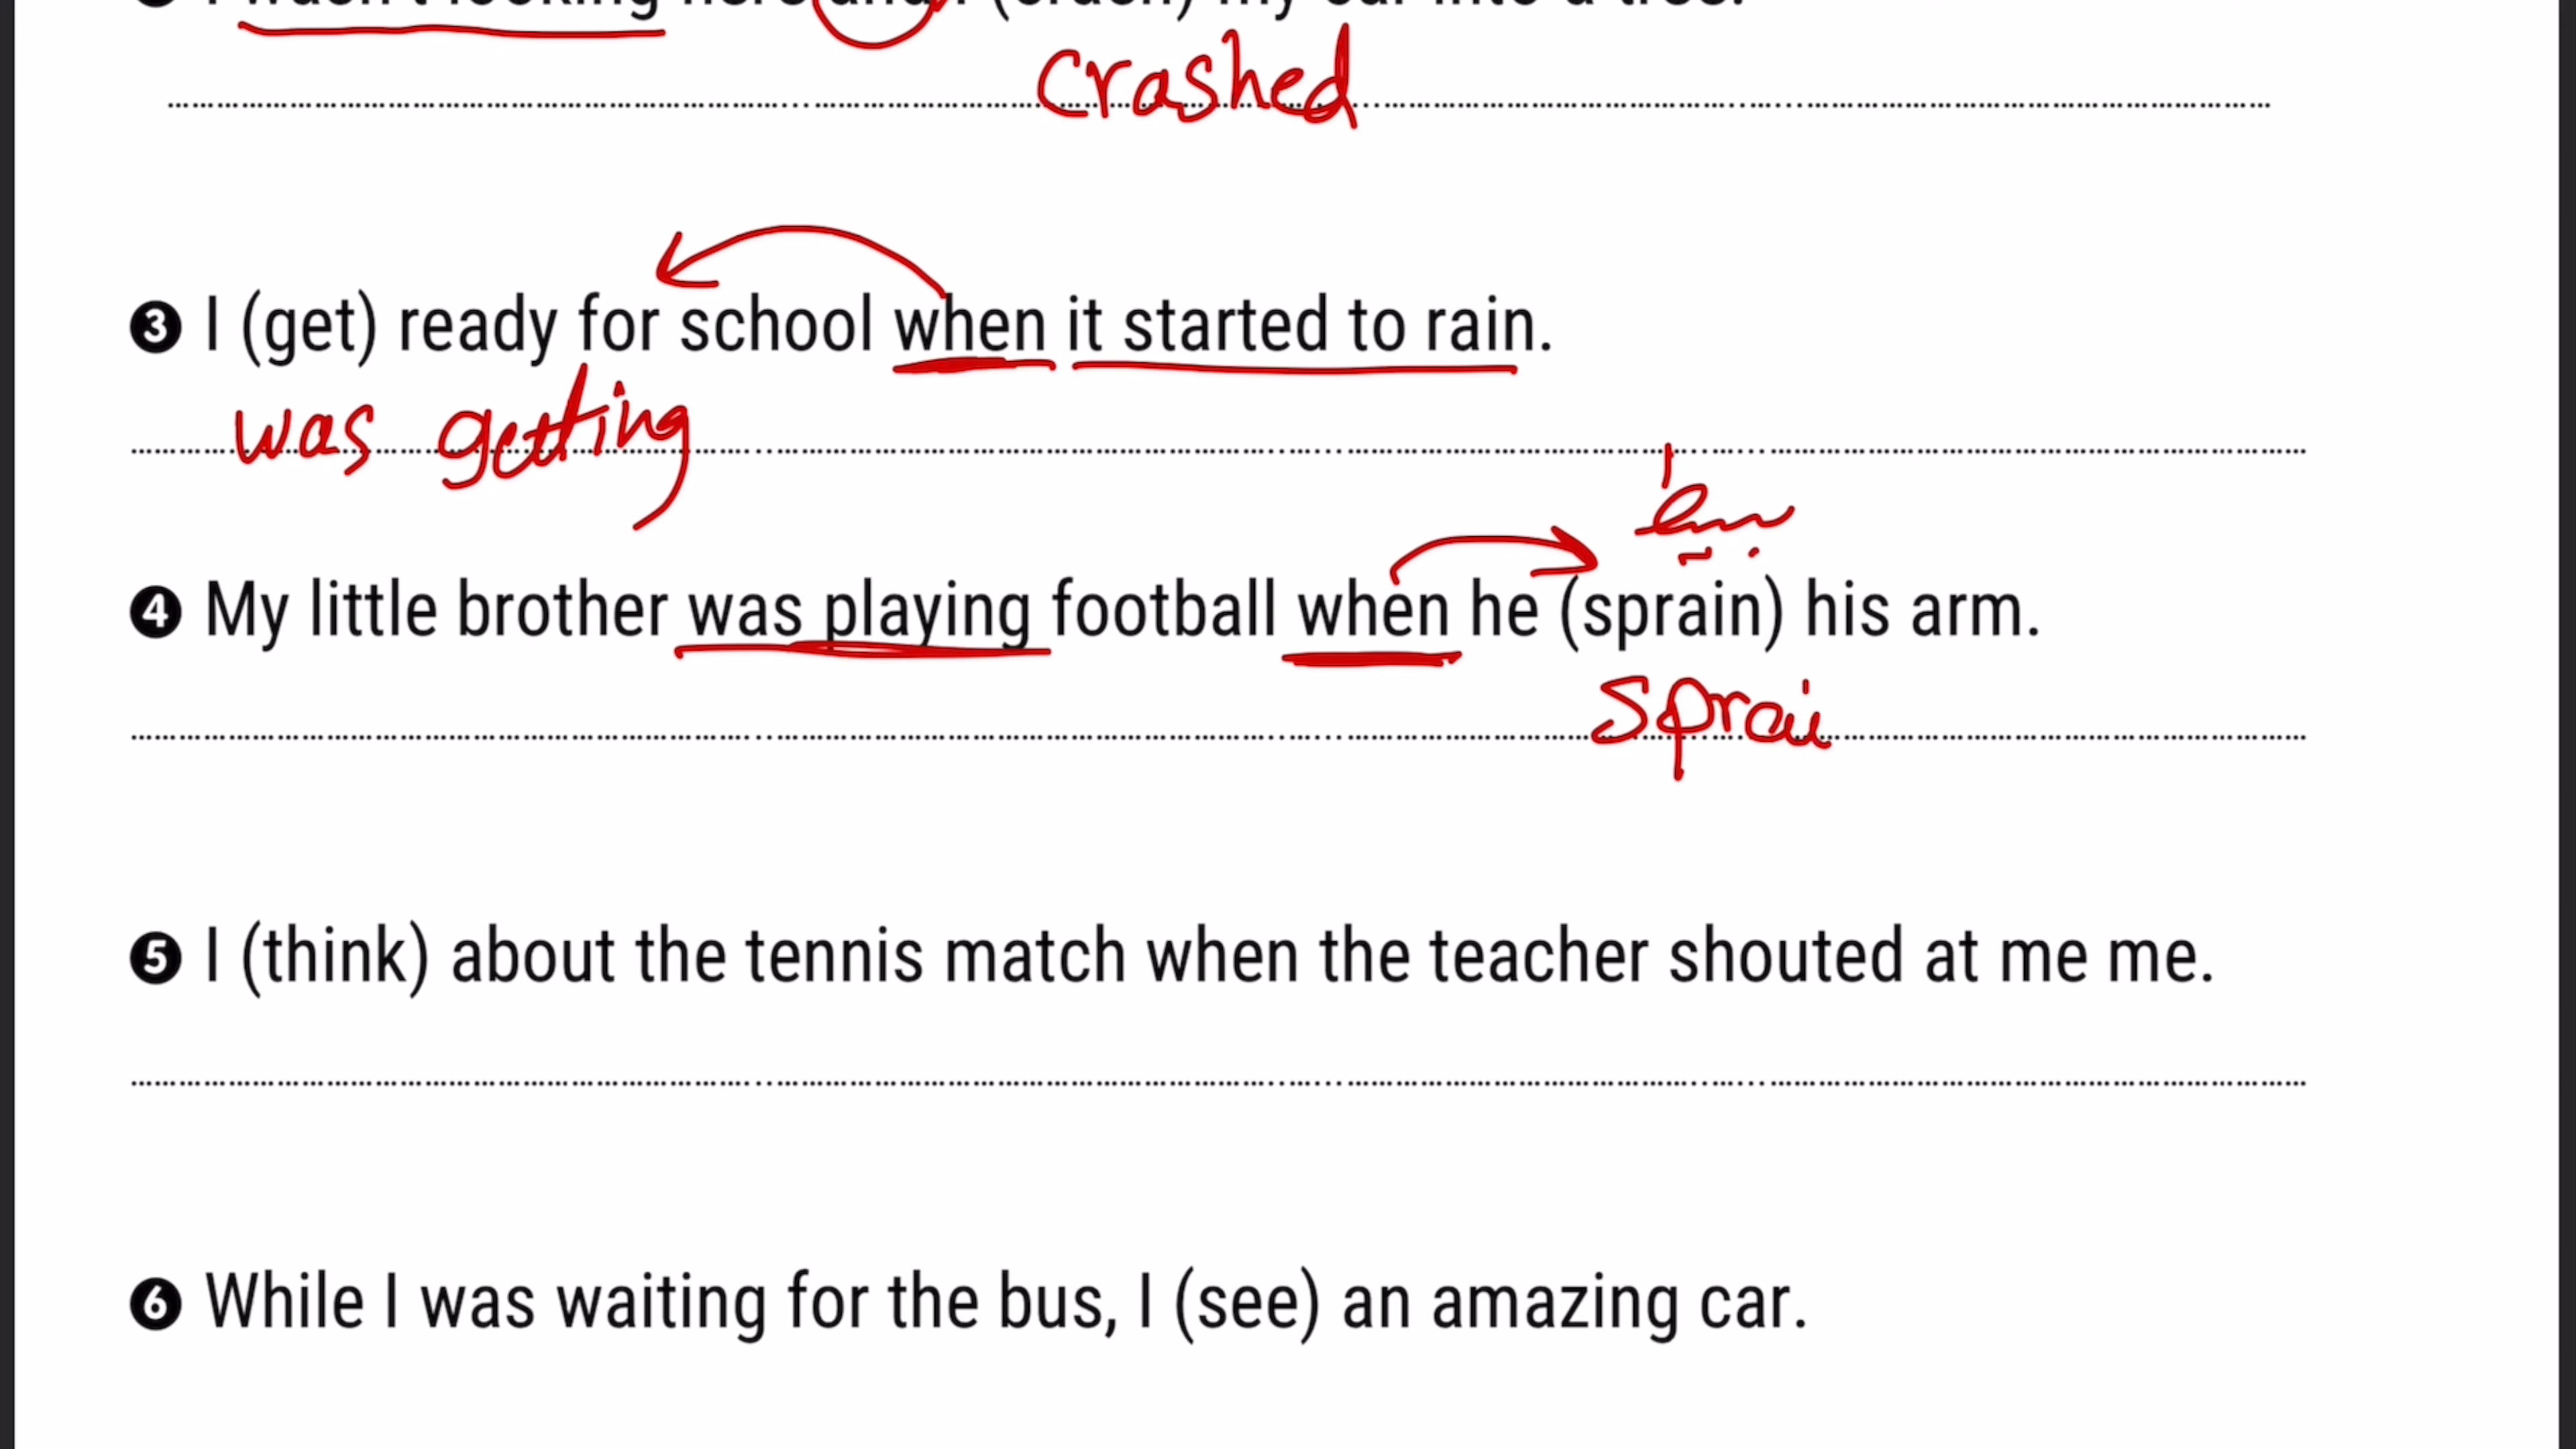 crashed
❸ I (get) ready for school when it started to rain.
was getting
❹ My little brother was playing football when he (sprain) his arm.
sprai
❺ I (think) about the tennis match when the teacher shouted at me me.
❻ While I was waiting for the bus, I (see) an amazing car.